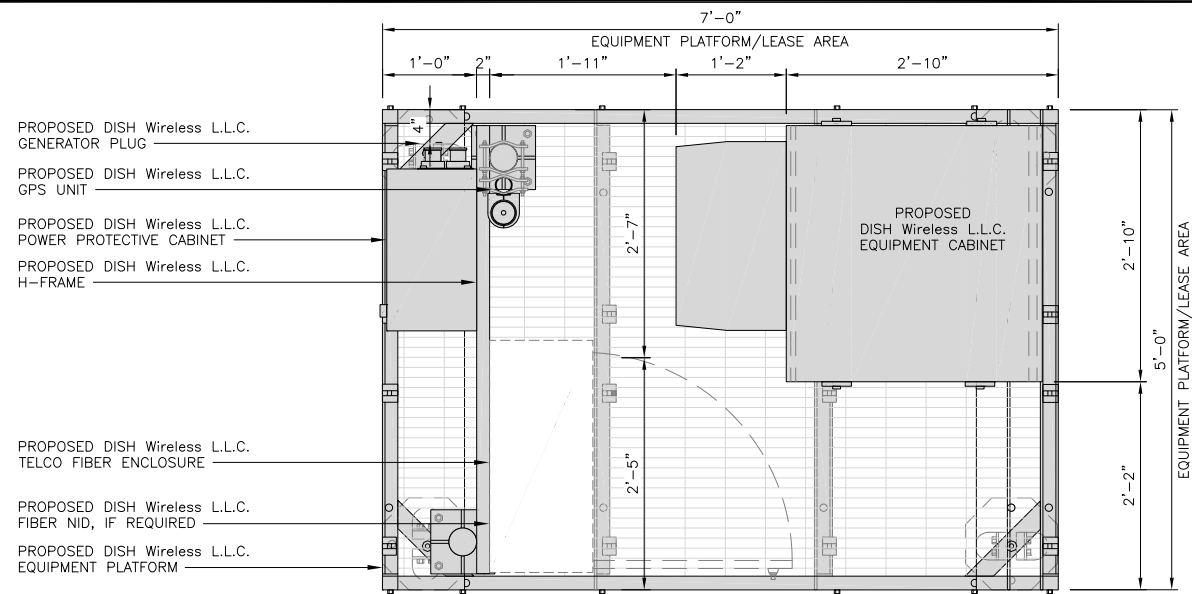 7'-0"
EQUIPMENT PLATFORM/LEASE AREA
1'-0"
2"
1'-11"
1'-2"
2'-10"
PROPOSED DISH Wireless L.L.C.
GENERATOR PLUG
4"
PROPOSED DISH Wireless L.L.C.
GPS UNIT
PROPOSED DISH Wireless L.L.C.
POWER PROTECTIVE CABINET
PROPOSED DISH Wireless L.L.C.
H-FRAME
2'-7"
PROPOSED
DISH Wireless L.L.C.
EQUIPMENT CABINET
2'-10"
5'-0"
EQUIPMENT PLATFORM/LEASE AREA
PROPOSED DISH Wireless L.L.C.
TELCO FIBER ENCLOSURE
2'-5"
2'-2"
PROPOSED DISH Wireless L.L.C.
FIBER NID, IF REQUIRED
PROPOSED DISH Wireless L.L.C.
EQUIPMENT PLATFORM